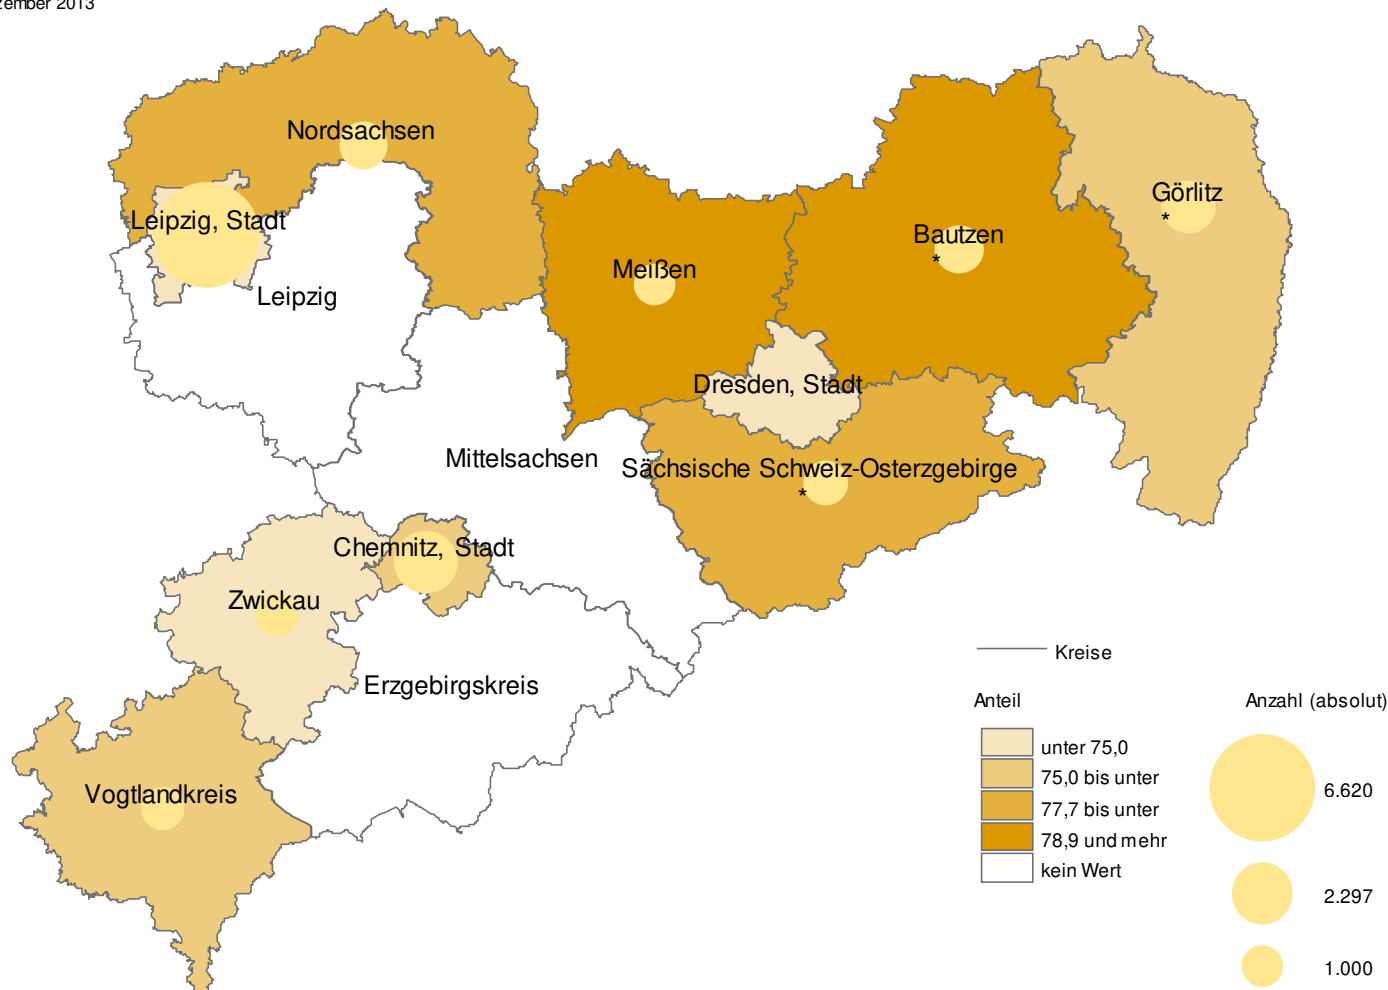 2013
Nordsachsen
Görlitz
*
Leipzig, Stadt
Bautzen
*
Meißen
Leipzig
Dresden, Stadt
Mittelsachsen
Sächsische Schweiz-Osterzgebirge
*
Chemnitz, Stadt
Zwickau
Erzgebirgskreis
Vogtlandkreis
Kreise
Anteil
unter 75,0
75,0 bis unter
77,7 bis unter
78,9 und mehr
kein Wert
Anzahl (absolut)
6.620
2.297
1.000